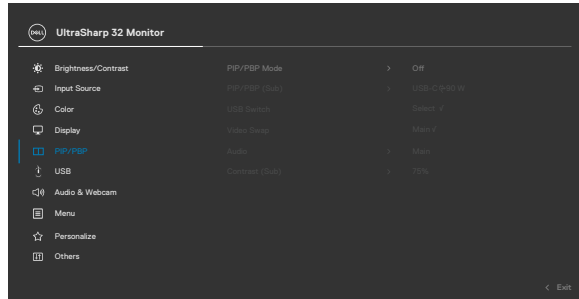 DELL UltraSharp 32 Monitor
Brightness/Contrast PIP/PBP Mode > Off
Input Source PIP/PBP (Sub) > USB-C 90 W
Color USB Switch Select ✓
Display Video Swap Main ✓
PIP/PBP Audio > Main
USB Contrast (Sub) > 75%
Audio & Webcam
Menu
Personalize
Others
< Exit